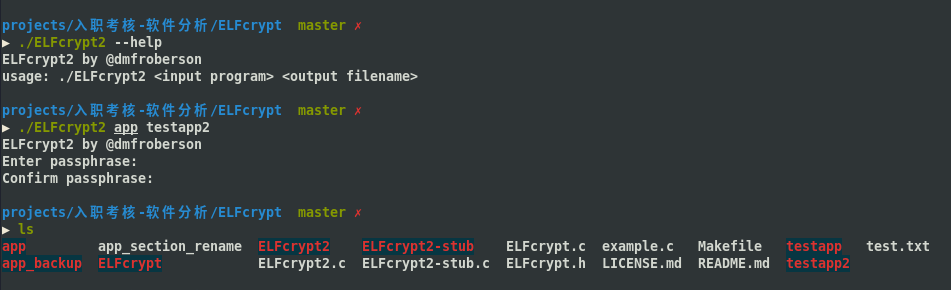 projects/入职考核-软件分析/ELFcrypt master ✗
▶ ./ELFcrypt2 --help
ELFcrypt2 by @dmfroberson
usage: ./ELFcrypt2 <input program> <output filename>
projects/入职考核-软件分析/ELFcrypt master ✗
▶ ./ELFcrypt2 app testapp2
ELFcrypt2 by @dmfroberson
Enter passphrase:
Confirm passphrase:
projects/入职考核-软件分析/ELFcrypt master ✗
▶ ls
app app_section_rename ELFcrypt2 ELFcrypt2-stub ELFcrypt.c example.c Makefile testapp test.txt
app_backup ELFcrypt ELFcrypt2.c ELFcrypt2-stub.c ELFcrypt.h LICENSE.md README.md testapp2